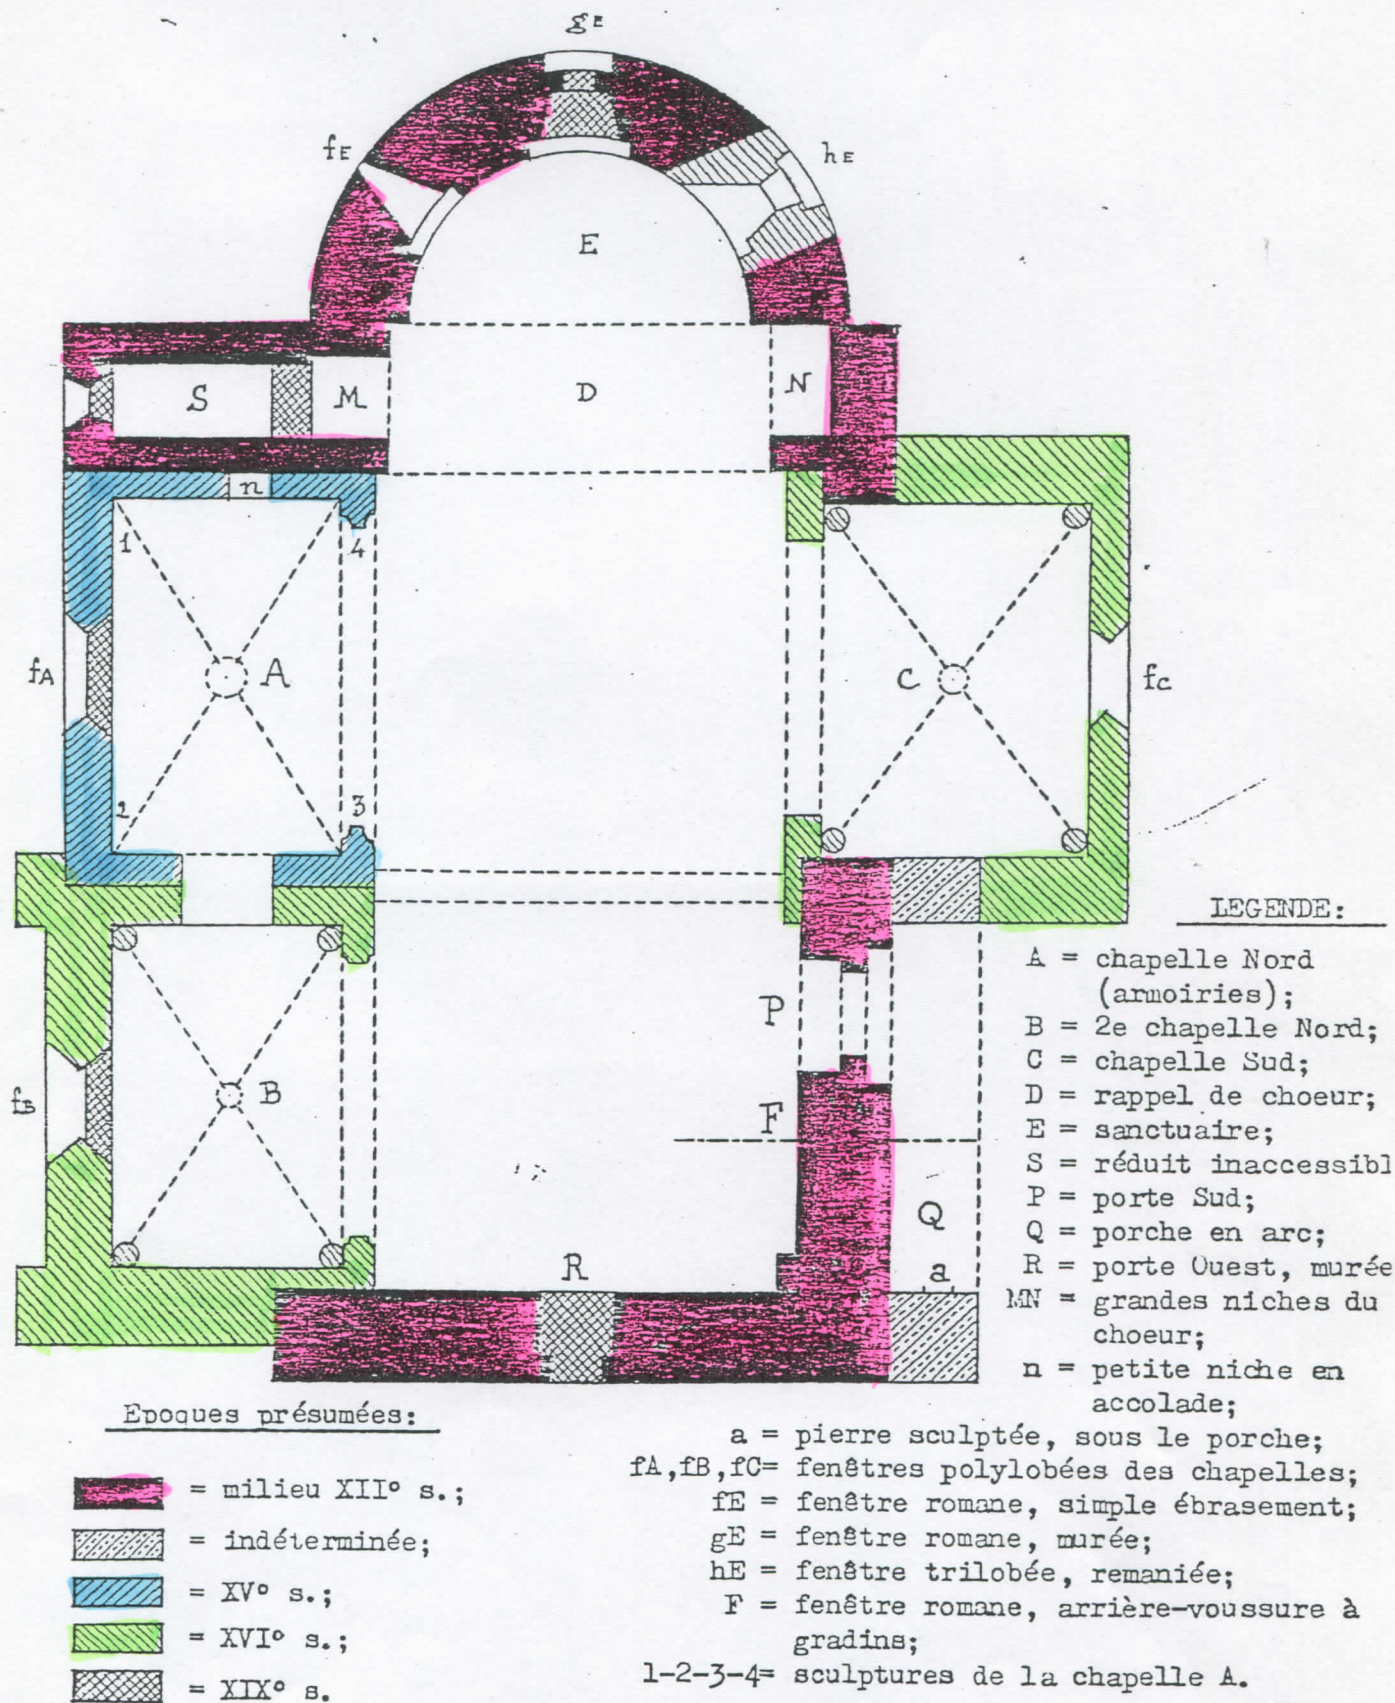 gE
fE
hE
E
S
M
D
N
n
1
4
fA
A
C
fC
2
3
P
fB
B
F
Q
R
a
LEGENDE:
A = chapelle Nord
(armoiries);
B = 2e chapelle Nord;
C = chapelle Sud;
D = rappel de choeur;
E = sanctuaire;
S = réduit inaccessibl
P = porte Sud;
Q = porche en arc;
R = porte Ouest, murée
MN = grandes niches du
choeur;
n = petite niche en
accolade;
a = pierre sculptée, sous le porche;
fA,fB,fC= fenêtres polylobées des chapelles;
fE = fenêtre romane, simple ébrasement;
gE = fenêtre romane, murée;
hE = fenêtre trilobée, remaniée;
F = fenêtre romane, arrière-voussure à
gradins;
1-2-3-4= sculptures de la chapelle A.
Epoques présumées:
= milieu XII° s.;
= indéterminée;
= XV° s.;
= XVI° s.;
= XIX° s.